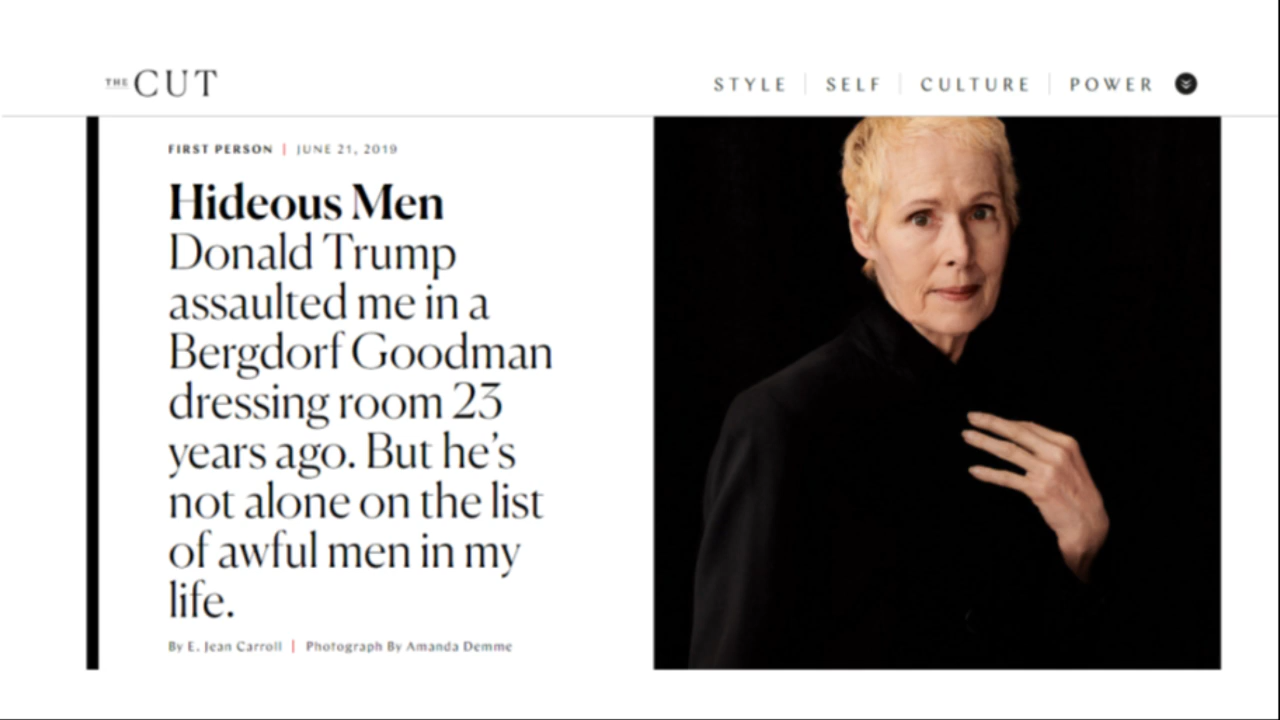 THE CUT
STYLE | SELF | CULTURE | POWER
FIRST PERSON | JUNE 21, 2019
Hideous Men
Donald Trump
assaulted me in a
Bergdorf Goodman
dressing room 23
years ago. But he’s
not alone on the list
of awful men in my
life.
By E. Jean Carroll | Photograph By Amanda Demme